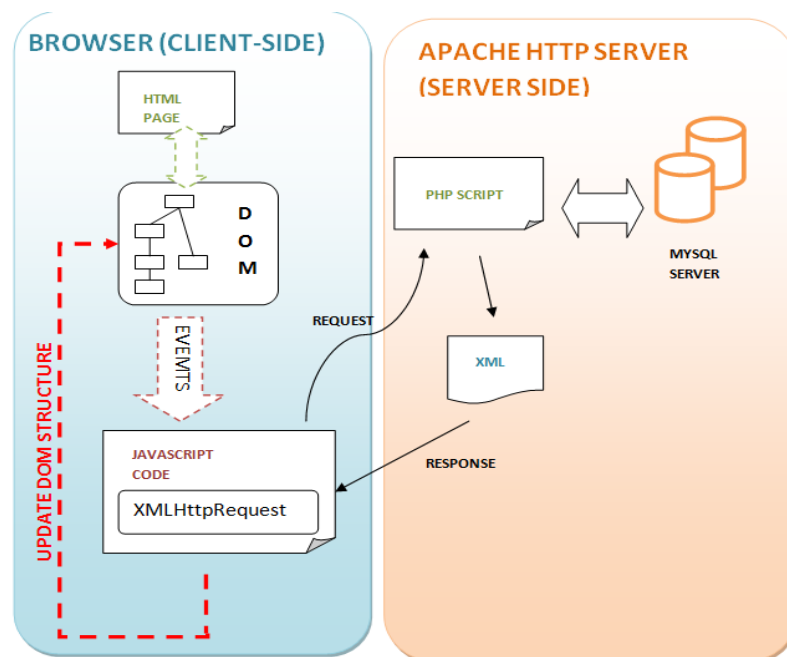 BROWSER (CLIENT-SIDE)
HTML
PAGE
D
O
M
EVEMTS
UPDATE DOM STRUCTURE
JAVASCRIPT
CODE
XMLHttpRequest
REQUEST
RESPONSE
APACHE HTTP SERVER
(SERVER SIDE)
PHP SCRIPT
MYSQL
SERVER
XML